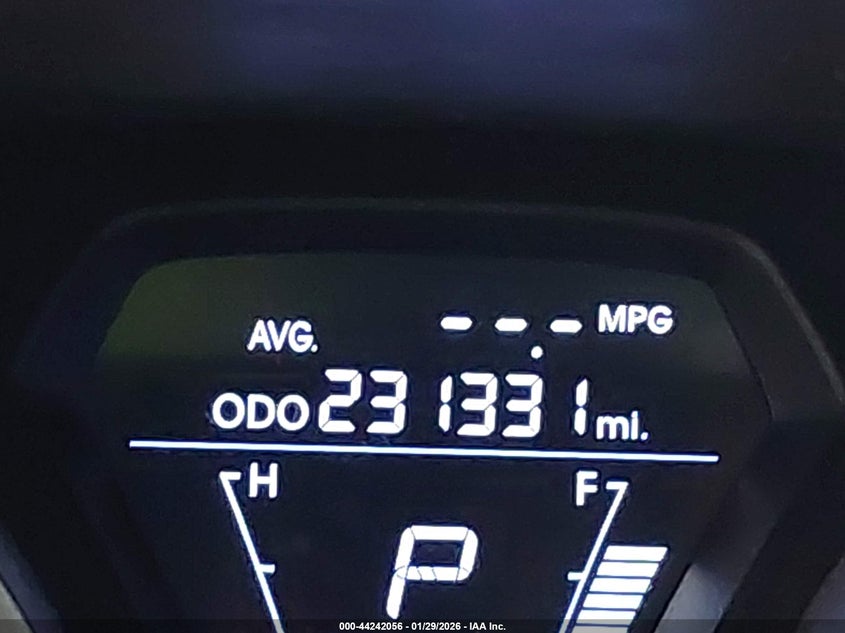 AVG. --.- MPG
ODO 231331 mi.
H F
P
000-44242056 - 01/29/2026 - IAA Inc.